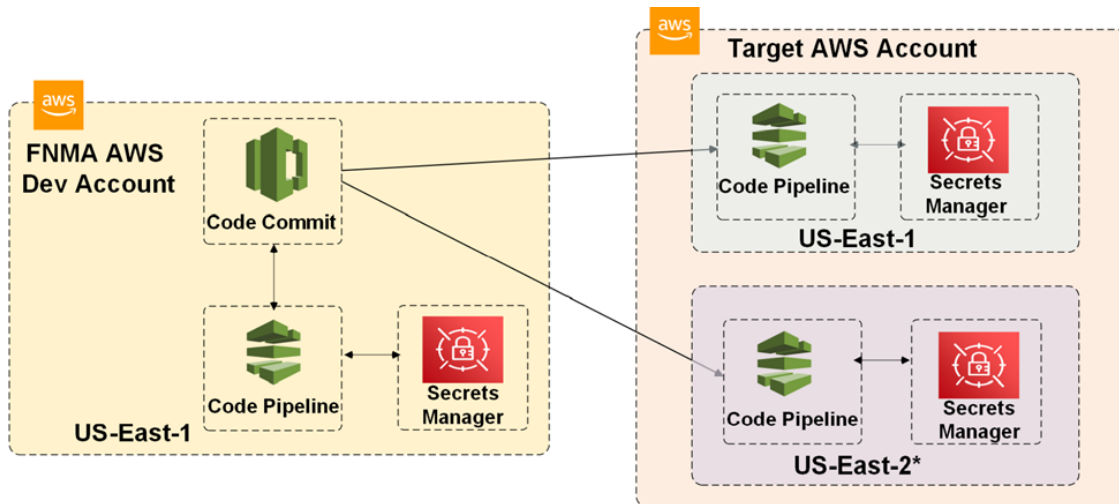 aws
FNMA AWS
Dev Account
Code Commit
Code Pipeline
Secrets
Manager
US-East-1
aws
Target AWS Account
Code Pipeline
Secrets
Manager
US-East-1
Code Pipeline
Secrets
Manager
US-East-2*